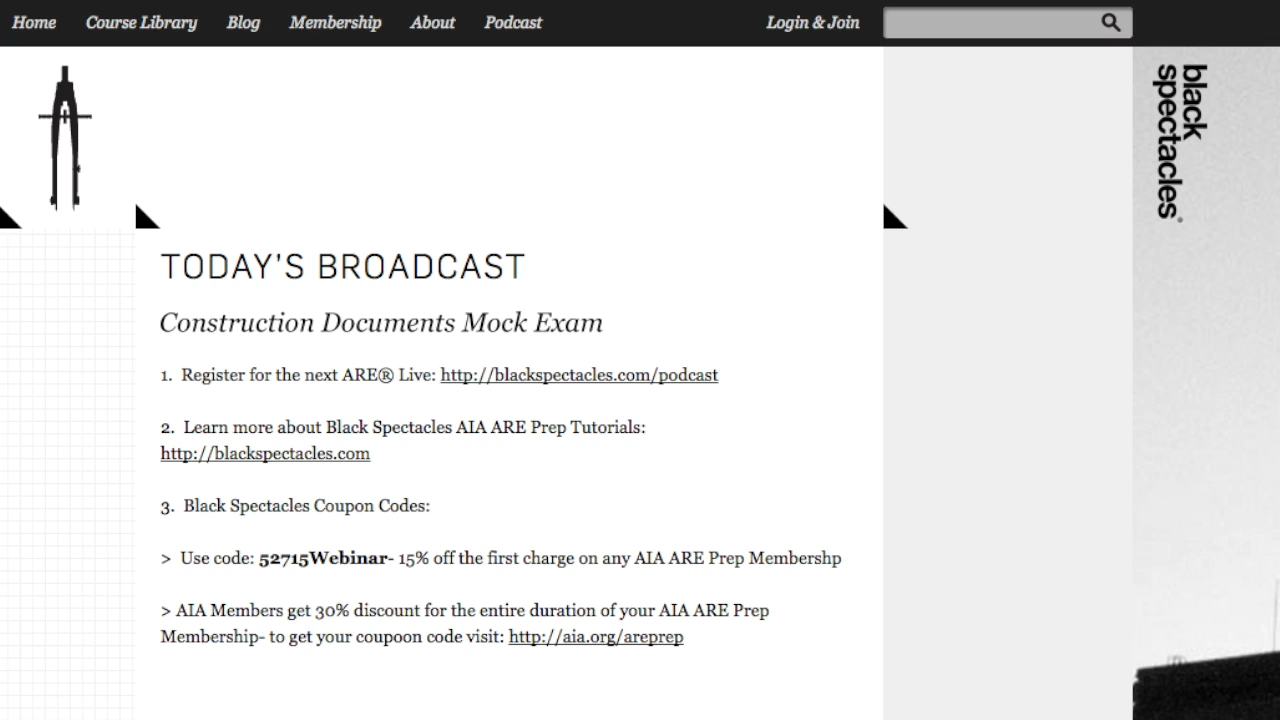 Home Course Library Blog Membership About Podcast Login & Join
black
spectacles
TODAY'S BROADCAST
Construction Documents Mock Exam
1. Register for the next ARE® Live: http://blackspectacles.com/podcast
2. Learn more about Black Spectacles AIA ARE Prep Tutorials:
http://blackspectacles.com
3. Black Spectacles Coupon Codes:
> Use code: 52715Webinar- 15% off the first charge on any AIA ARE Prep Membershp
> AIA Members get 30% discount for the entire duration of your AIA ARE Prep
Membership- to get your coupoon code visit: http://aia.org/areprep